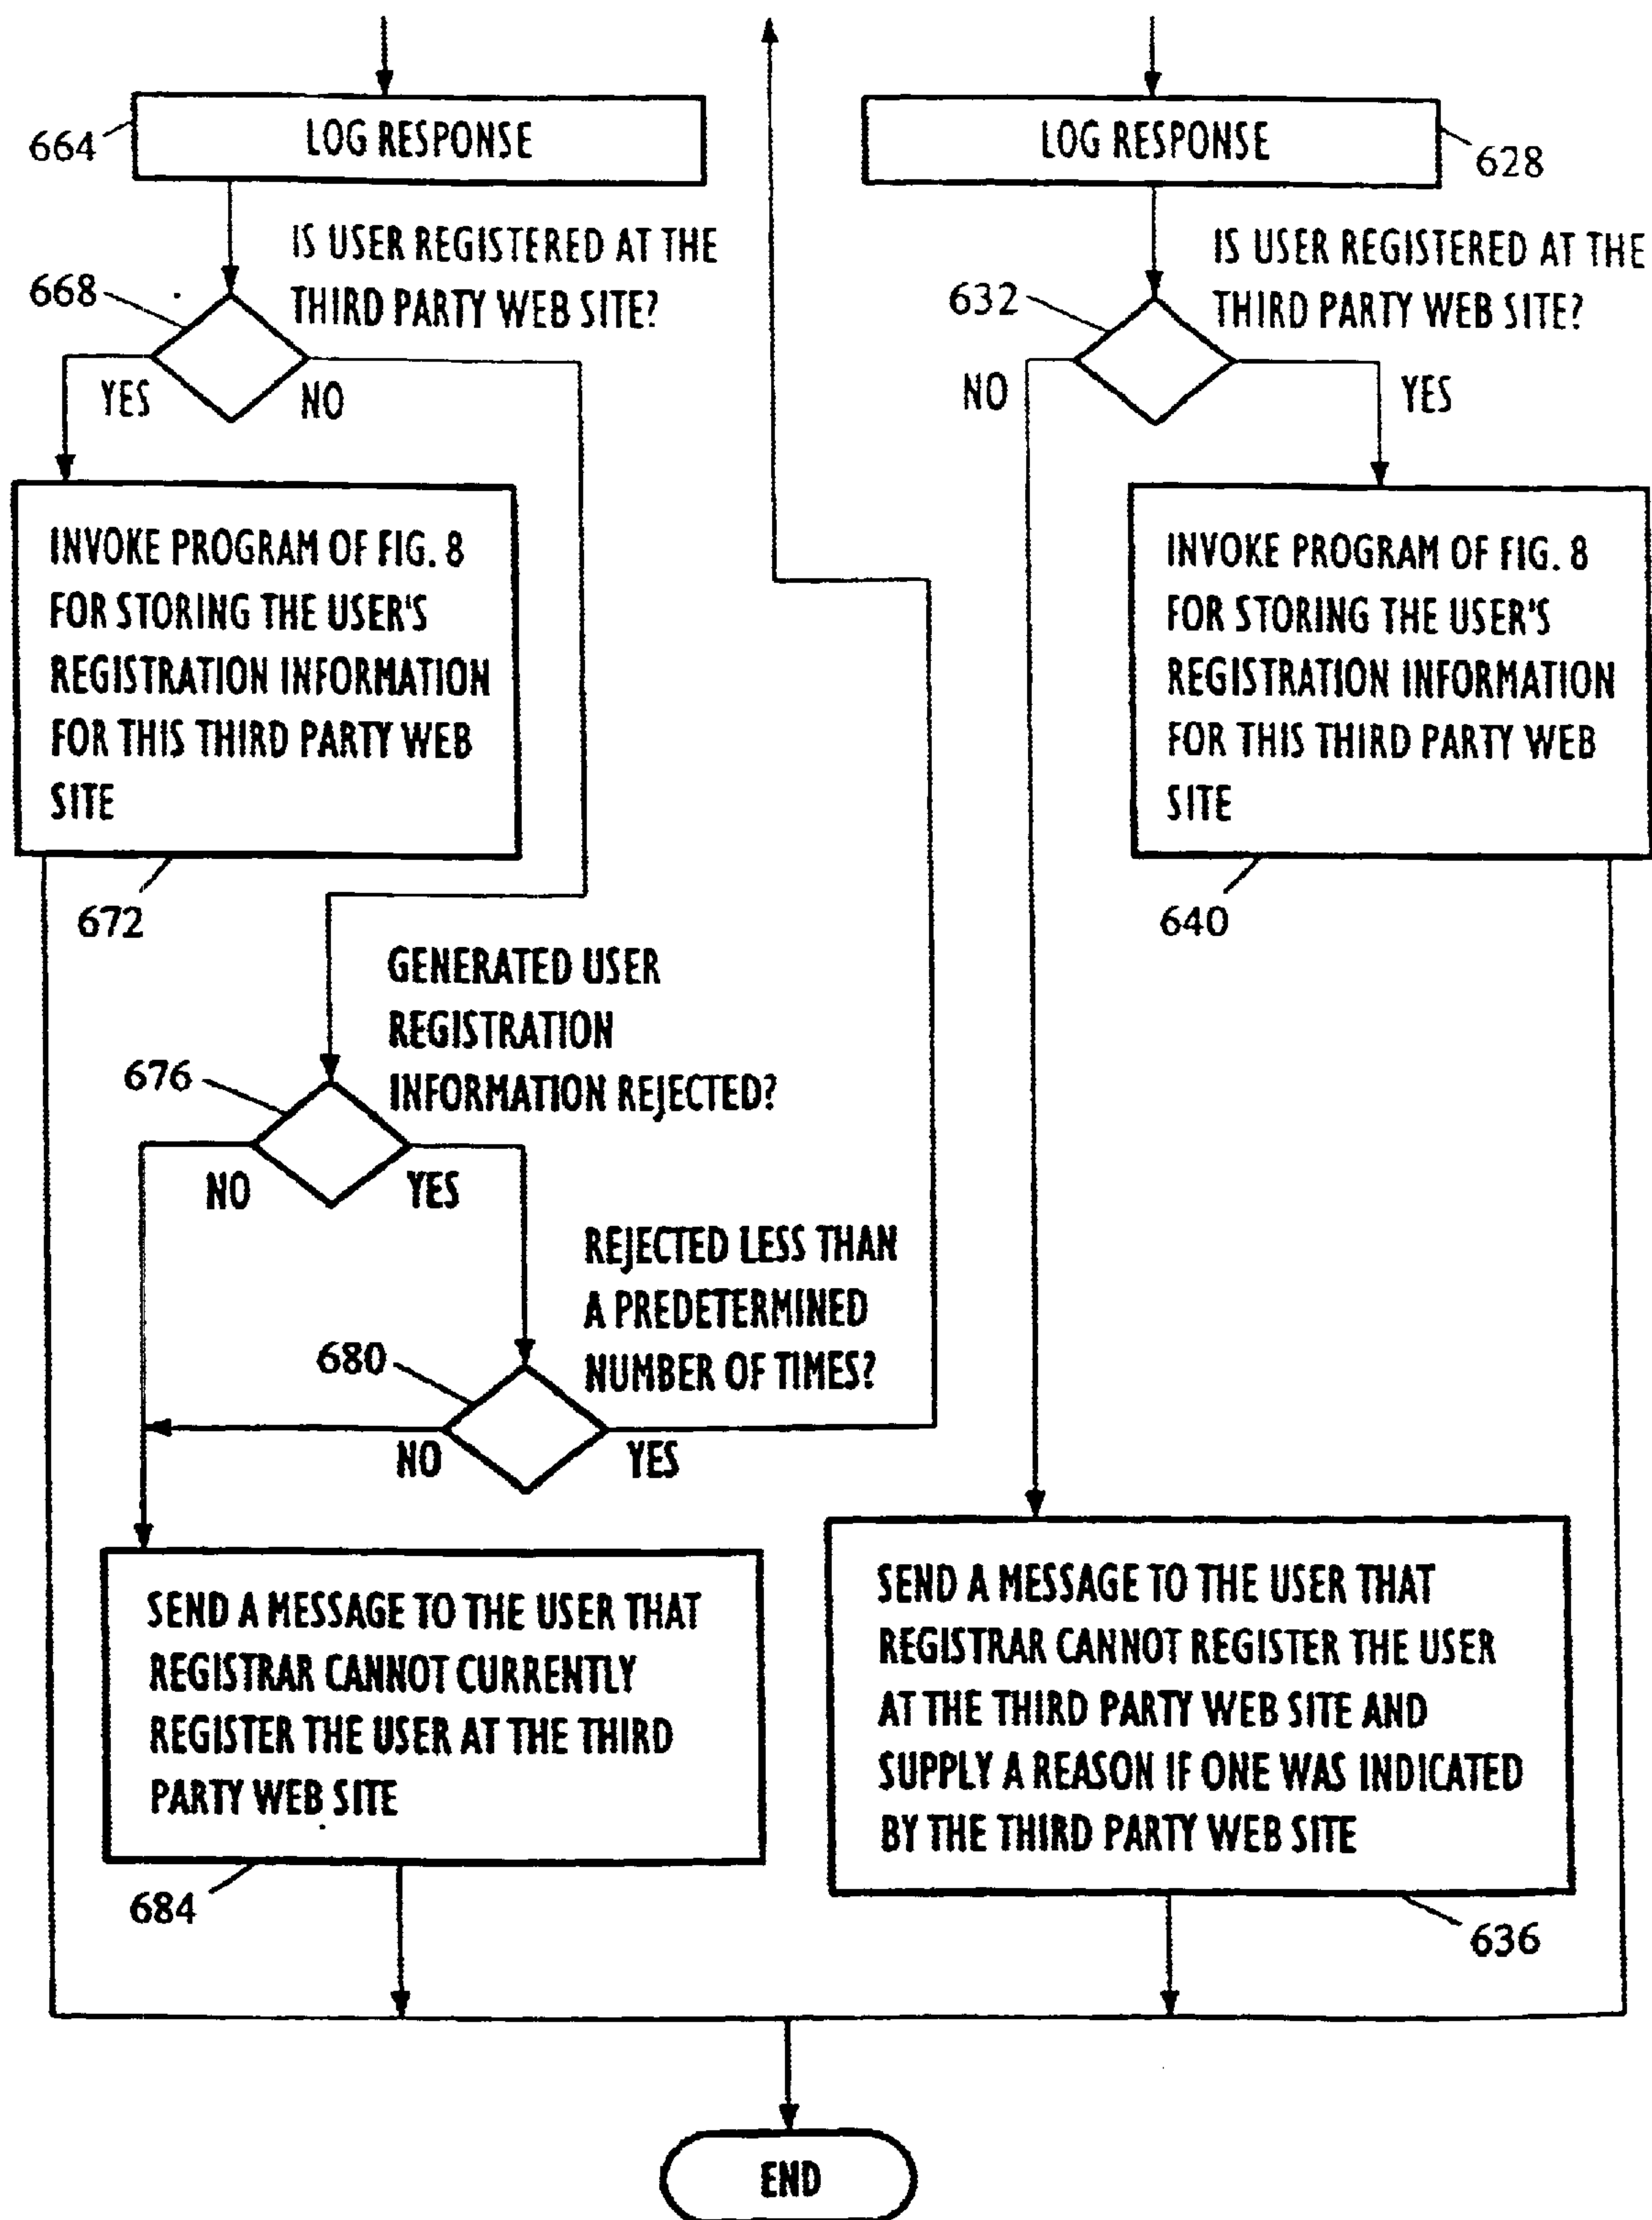 LOG RESPONSE
664
IS USER REGISTERED AT THE
THIRD PARTY WEB SITE?
668
YES
NO
INVOKE PROGRAM OF FIG. 8
FOR STORING THE USER'S
REGISTRATION INFORMATION
FOR THIS THIRD PARTY WEB
SITE
672
GENERATED USER
REGISTRATION
INFORMATION REJECTED?
676
NO
YES
REJECTED LESS THAN
A PREDETERMINED
NUMBER OF TIMES?
680
NO
YES
SEND A MESSAGE TO THE USER THAT
REGISTRAR CANNOT CURRENTLY
REGISTER THE USER AT THE THIRD
PARTY WEB SITE
684
LOG RESPONSE
628
IS USER REGISTERED AT THE
THIRD PARTY WEB SITE?
632
NO
YES
INVOKE PROGRAM OF FIG. 8
FOR STORING THE USER'S
REGISTRATION INFORMATION
FOR THIS THIRD PARTY WEB
SITE
640
SEND A MESSAGE TO THE USER THAT
REGISTRAR CANNOT REGISTER THE USER
AT THE THIRD PARTY WEB SITE AND
SUPPLY A REASON IF ONE WAS INDICATED
BY THE THIRD PARTY WEB SITE
636
END